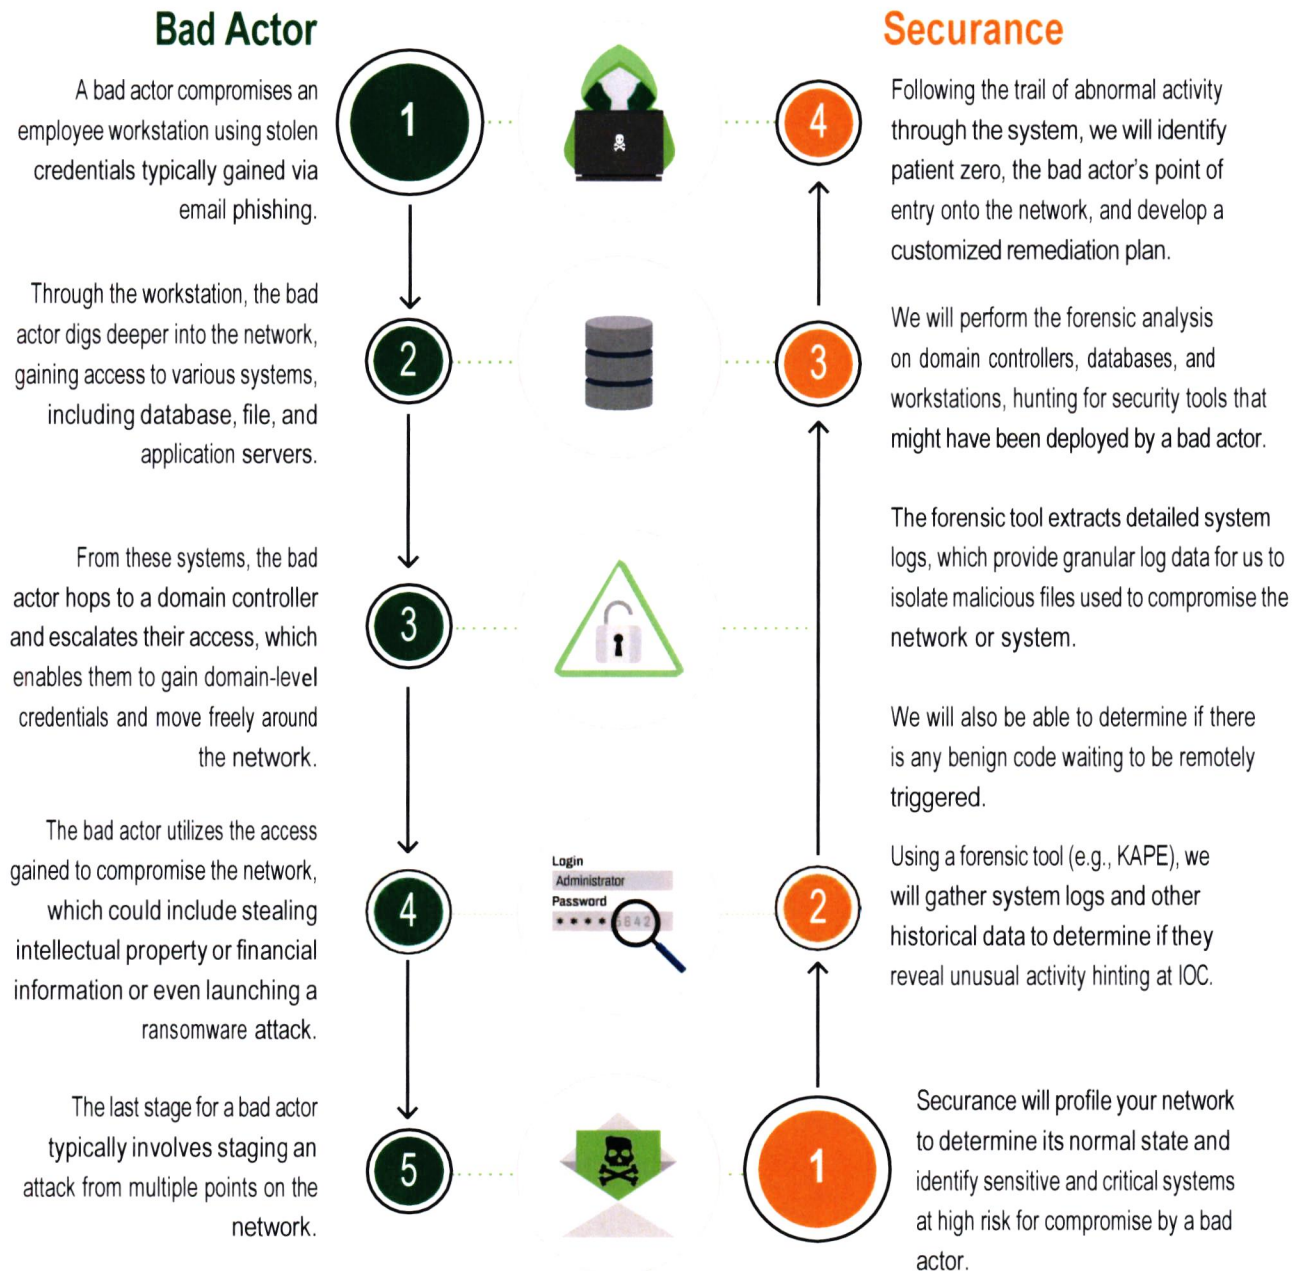 Bad Actor
A bad actor compromises an
employee workstation using stolen
credentials typically gained via
email phishing.
1
Through the workstation, the bad
actor digs deeper into the network,
gaining access to various systems,
including database, file, and
application servers.
2
From these systems, the bad
actor hops to a domain controller
and escalates their access, which
enables them to gain domain-level
credentials and move freely around
the network.
3
The bad actor utilizes the access
gained to compromise the network,
which could include stealing
intellectual property or financial
information or even launching a
ransomware attack.
4
The last stage for a bad actor
typically involves staging an
attack from multiple points on the
network.
5
Login
Administrator
Password
* * * * 6842
Securance
4
Following the trail of abnormal activity
through the system, we will identify
patient zero, the bad actor's point of
entry onto the network, and develop a
customized remediation plan.
3
We will perform the forensic analysis
on domain controllers, databases, and
workstations, hunting for security tools that
might have been deployed by a bad actor.
The forensic tool extracts detailed system
logs, which provide granular log data for us to
isolate malicious files used to compromise the
network or system.
We will also be able to determine if there
is any benign code waiting to be remotely
triggered.
2
Using a forensic tool (e.g., KAPE), we
will gather system logs and other
historical data to determine if they
reveal unusual activity hinting at IOC.
1
Securance will profile your network
to determine its normal state and
identify sensitive and critical systems
at high risk for compromise by a bad
actor.